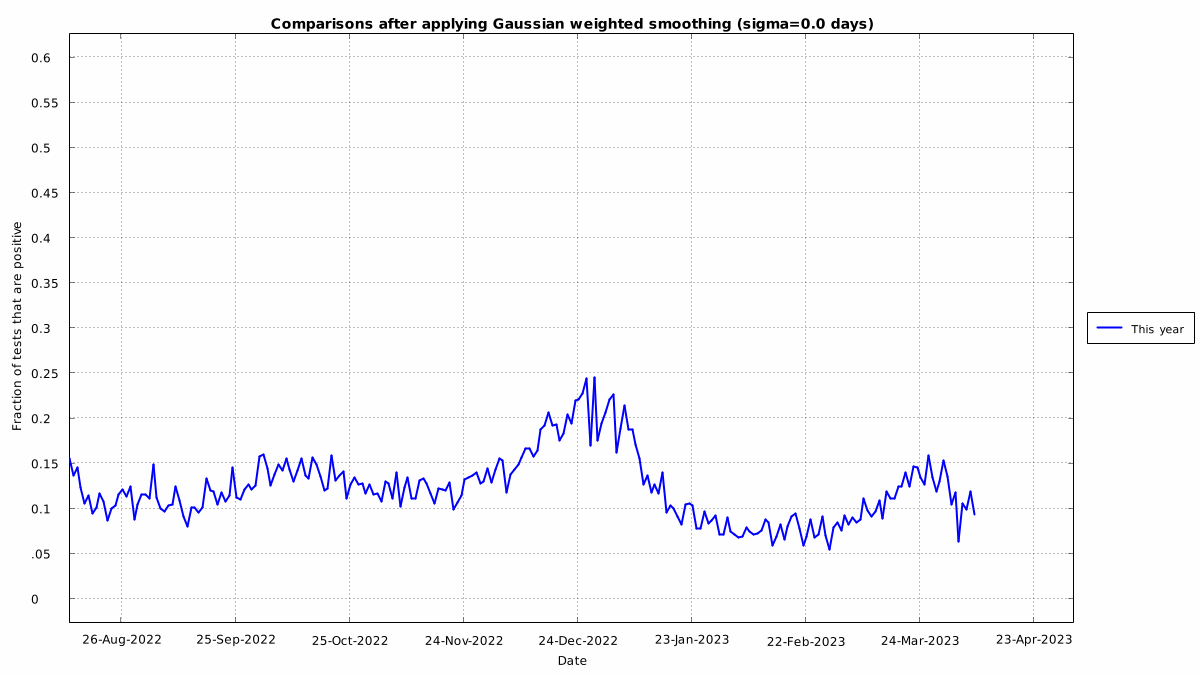 Comparisons after applying Gaussian weighted smoothing (sigma=0.0 days)
0.6
0.55
0.5
0.45
0.4
0.35
0.3
0.25
0.2
0.15
0.1
.05
0
Fraction of tests that are positive
26-Aug-2022 25-Sep-2022 25-Oct-2022 24-Nov-2022 24-Dec-2022 23-Jan-2023 22-Feb-2023 24-Mar-2023 23-Apr-2023
Date
This year